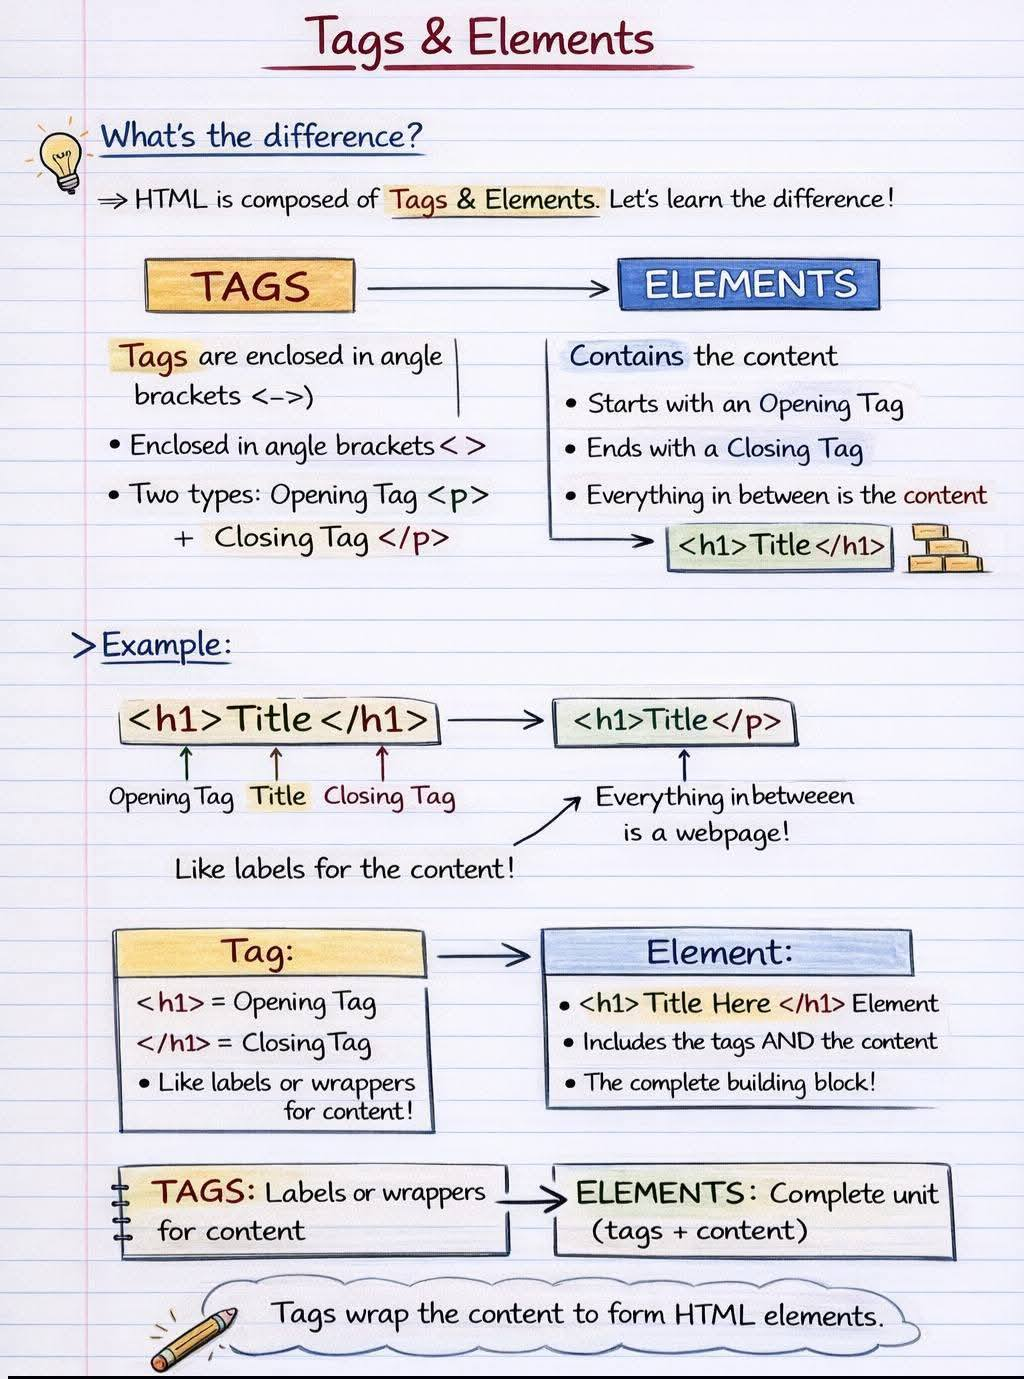 Tags & Elements
What's the difference?
⇒ HTML is composed of Tags & Elements. Let's learn the difference!
TAGS
ELEMENTS
Tags are enclosed in angle
brackets <->)
• Enclosed in angle brackets < >
• Two types: Opening Tag <p>
+ Closing Tag </p>
Contains the content
• Starts with an Opening Tag
• Ends with a Closing Tag
• Everything in between is the content
<h1>Title</h1>
> Example:
<h1> Title </h1>
Opening Tag Title Closing Tag
Like labels for the content!
<h1>Title</p>
Everything inbetweeen
is a webpage!
Tag:
<h1> = Opening Tag
</h1> = Closing Tag
• Like labels or wrappers
for content!
Element:
• <h1> Title Here </h1> Element
• Includes the tags AND the content
• The complete building block!
TAGS: Labels or wrappers
for content
ELEMENTS: Complete unit
(tags + content)
Tags wrap the content to form HTML elements.